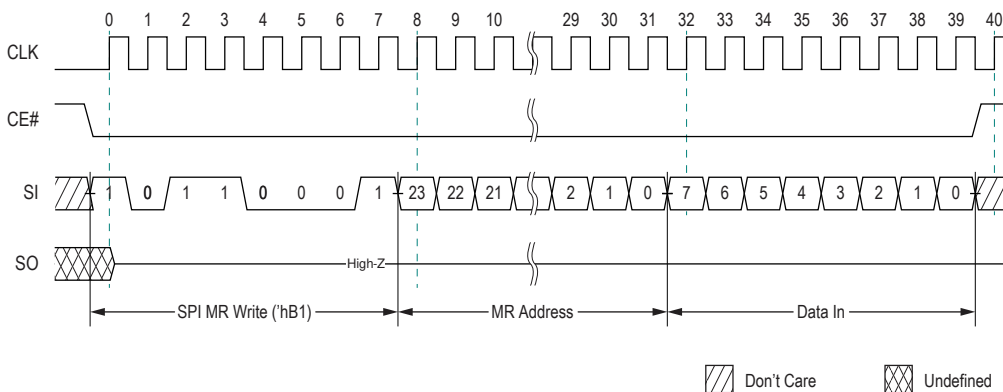 0 1 2 3 4 5 6 7 8 9 10 29 30 31 32 33 34 35 36 37 38 39 40
CLK
CE#
SI 1 0 1 1 0 0 0 1 23 22 21 2 1 0 7 6 5 4 3 2 1 0
SO High-Z
SPI MR Write ('hB1) MR Address Data In
Don't Care Undefined